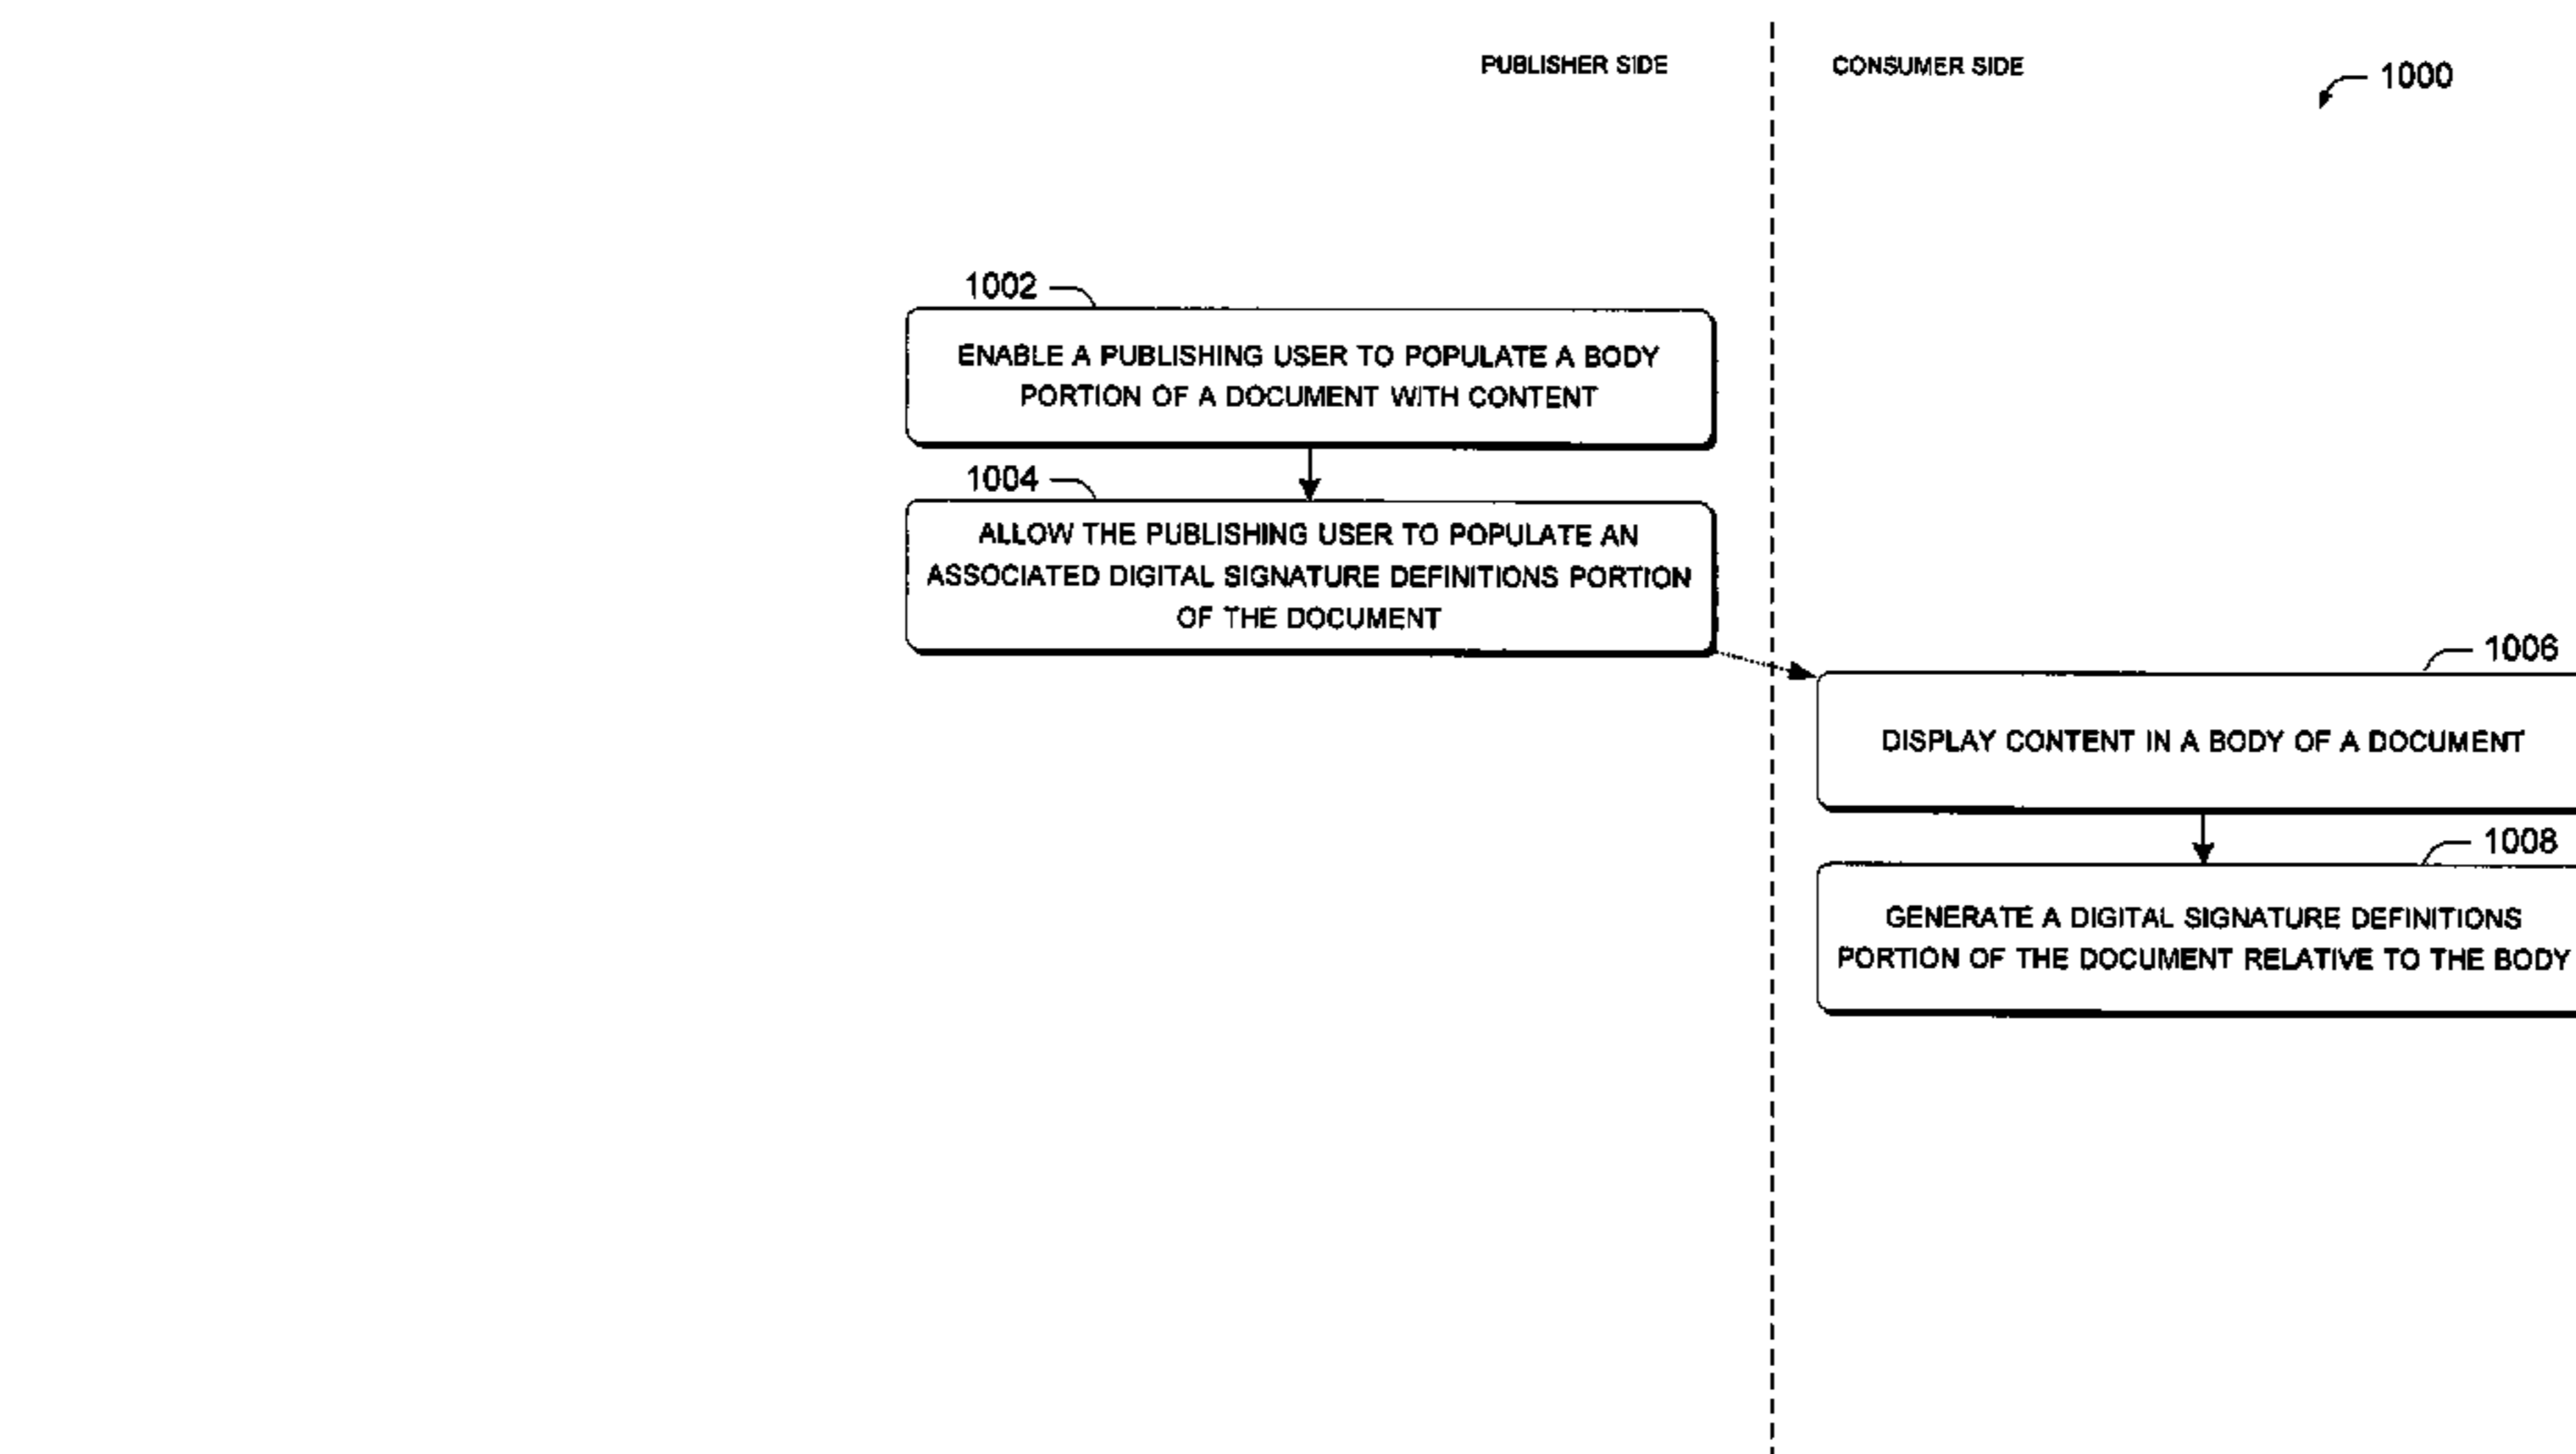 PUBLISHER SIDE
CONSUMER SIDE
1000
1002
ENABLE A PUBLISHING USER TO POPULATE A BODY
PORTION OF A DOCUMENT WITH CONTENT
1004
ALLOW THE PUBLISHING USER TO POPULATE AN
ASSOCIATED DIGITAL SIGNATURE DEFINITIONS PORTION
OF THE DOCUMENT
1006
DISPLAY CONTENT IN A BODY OF A DOCUMENT
1008
GENERATE A DIGITAL SIGNATURE DEFINITIONS
PORTION OF THE DOCUMENT RELATIVE TO THE BODY